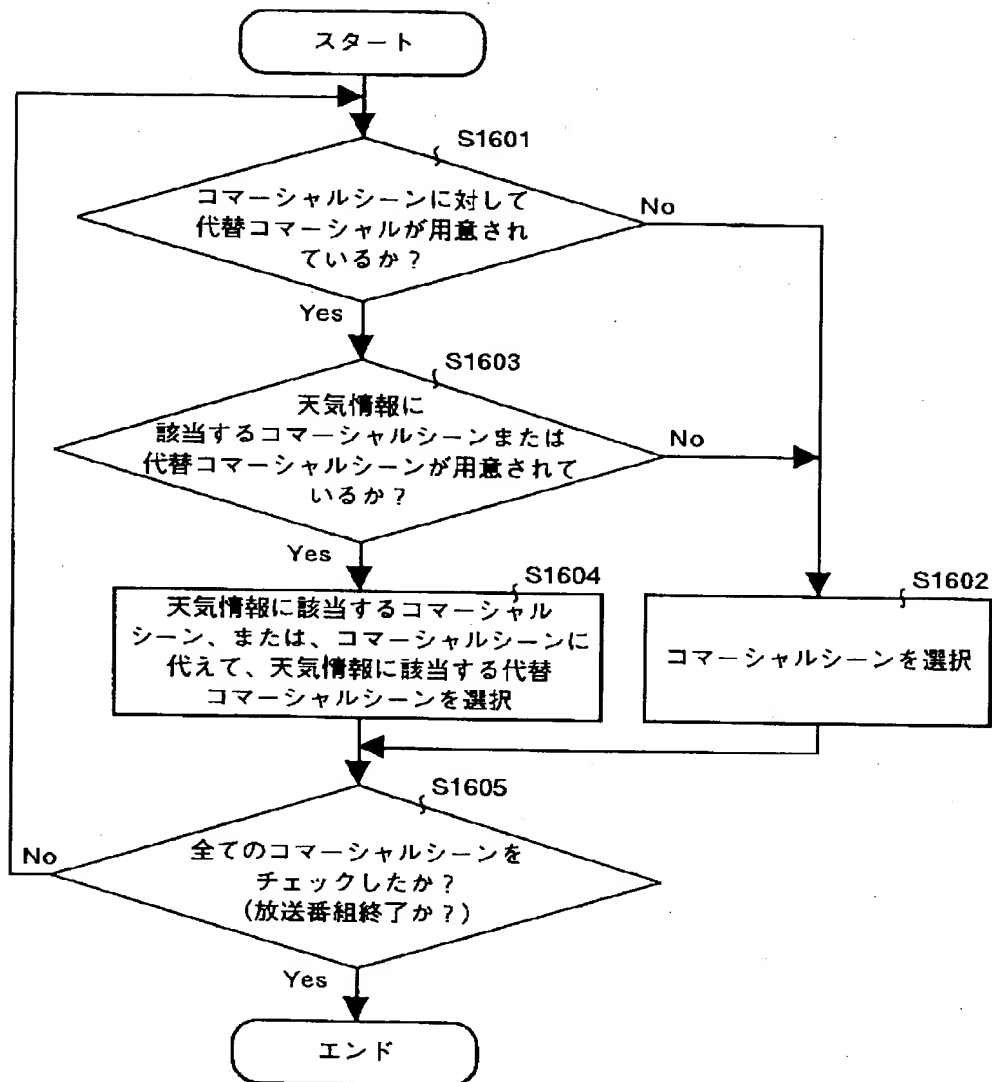 スタート
S1601
コマーシャルシーンに対して
代替コマーシャルが用意され
ているか?
No
Yes
S1603
天気情報に
該当するコマーシャルシーンまたは
代替コマーシャルシーンが用意されて
いるか?
No
Yes
S1604
天気情報に該当するコマーシャル
シーン、または、コマーシャルシーンに
代えて、天気情報に該当する代替
コマーシャルシーンを選択
S1602
コマーシャルシーンを選択
S1605
全てのコマーシャルシーンを
チェックしたか?
(放送番組終了か?)
No
Yes
エンド